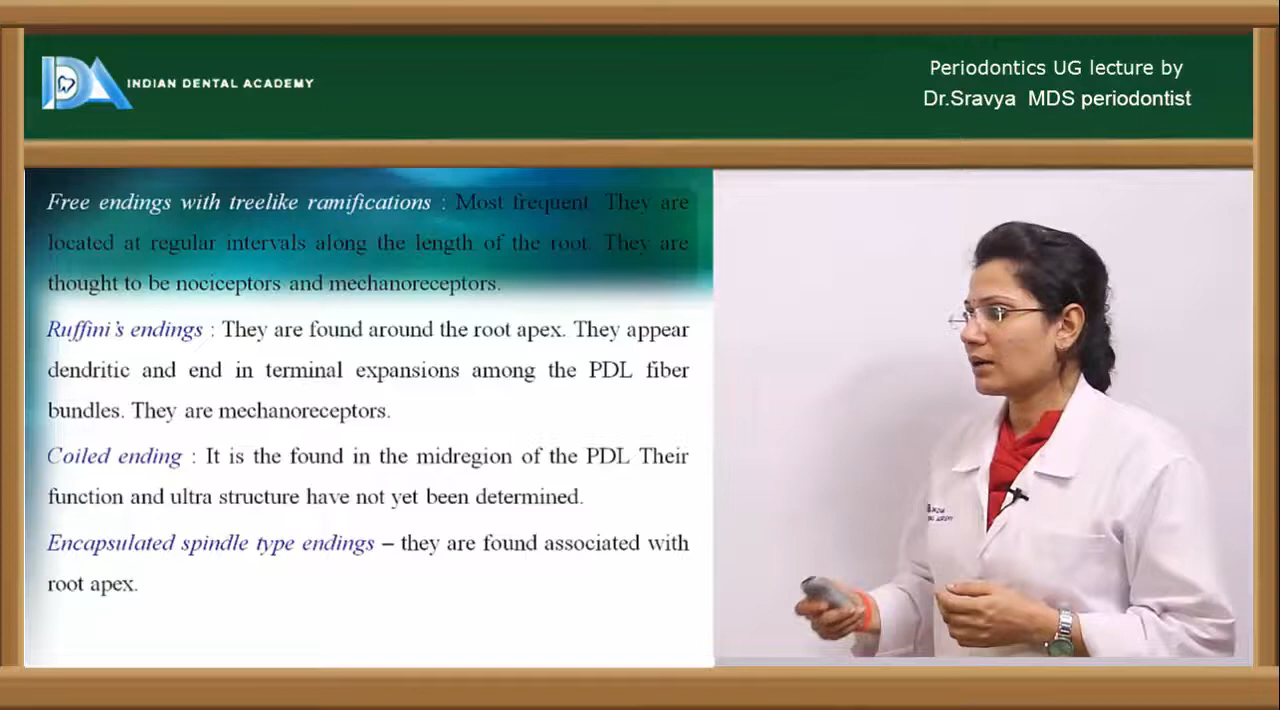 INDIAN DENTAL ACADEMY
Periodontics UG lecture by
Dr.Sravya MDS periodontist
Free endings with treelike ramifications : Most frequent. They are
located at regular intervals along the length of the root. They are
thought to be nociceptors and mechanoreceptors.
Ruffini's endings : They are found around the root apex. They appear
dendritic and end in terminal expansions among the PDL fiber
bundles. They are mechanoreceptors.
Coiled ending : It is the found in the midregion of the PDL Their
function and ultra structure have not yet been determined.
Encapsulated spindle type endings – they are found associated with
root apex.